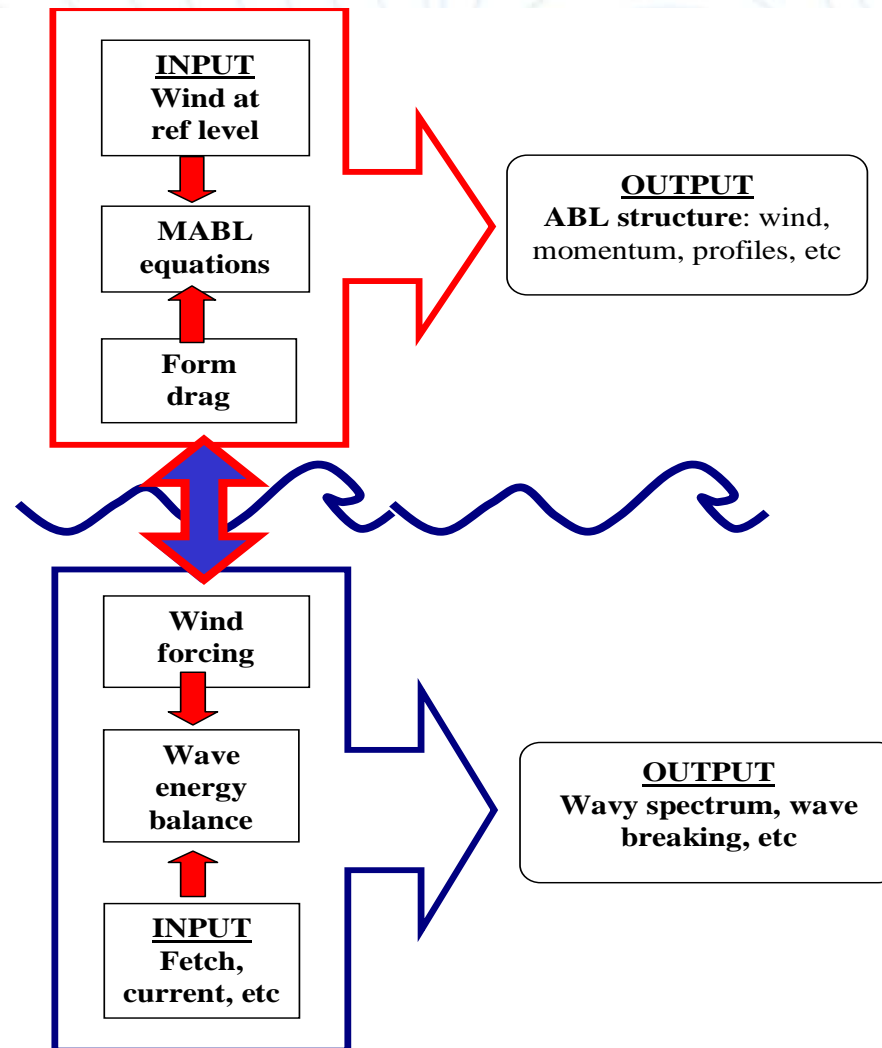 INPUT
Wind at
ref level
MABL
equations
Form
drag
OUTPUT
ABL structure: wind,
momentum, profiles, etc
Wind
forcing
Wave
energy
balance
INPUT
Fetch,
current, etc
OUTPUT
Wavy spectrum, wave
breaking, etc